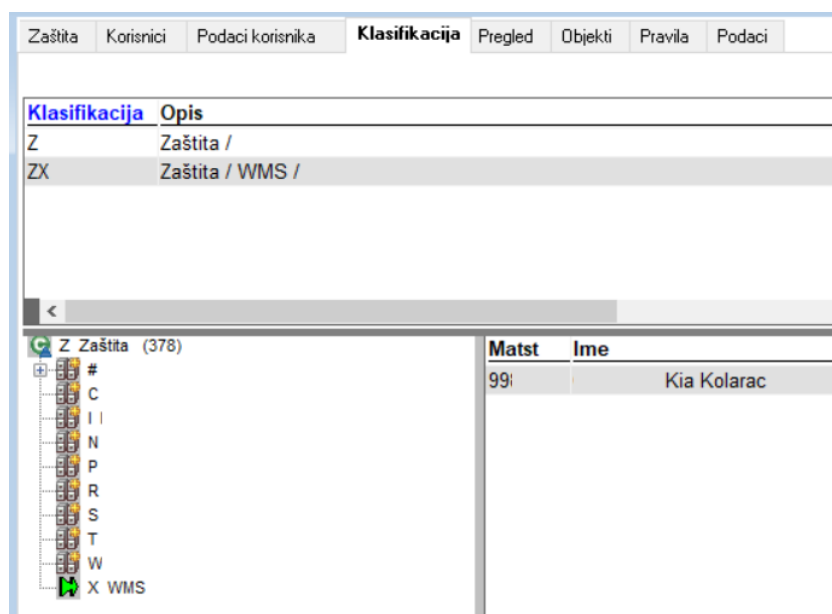 Zaštita Korisnici Podaci korisnika Klasifikacija Pregled Objekti Pravila Podaci
Klasifikacija Opis
Z Zaštita /
ZX Zaštita / WMS /
<
Z Zaštita (378)
#
C
I
N
P
R
S
T
W
X WMS
Matst Ime
99 Kia Kolarac